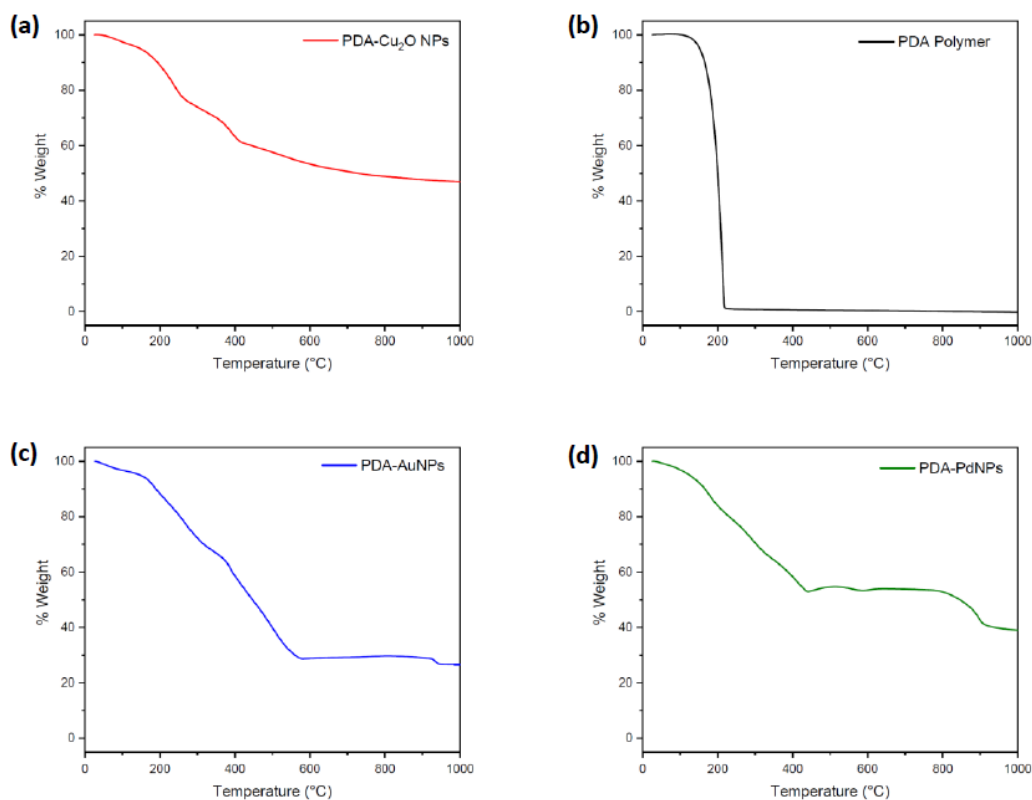 (a)
PDA-Cu₂O NPs
100
80
60
40
20
0
% Weight
0 200 400 600 800 1000
Temperature (°C)
(b)
PDA Polymer
100
80
60
40
20
0
% Weight
0 200 400 600 800 1000
Temperature (°C)
(c)
PDA-AuNPs
100
80
60
40
20
0
% Weight
0 200 400 600 800 1000
Temperature (°C)
(d)
PDA-PdNPs
100
80
60
40
20
0
% Weight
0 200 400 600 800 1000
Temperature (°C)